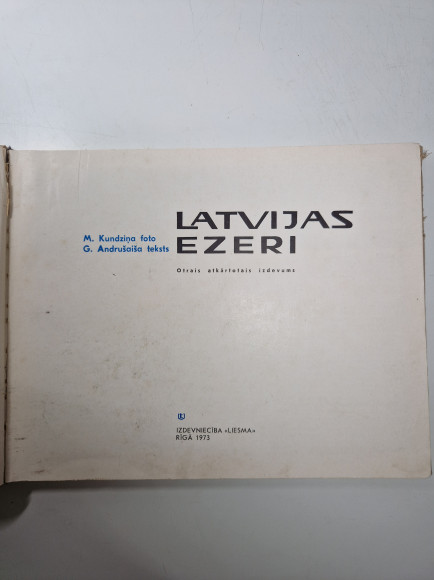 LATVIJAS
EZERI
M. Kundziņa foto
G. Andrušaiša teksts
Otrais atkārtotais izdevums
IZDEVNIECĪBA «LIESMA»
RĪGĀ 1973